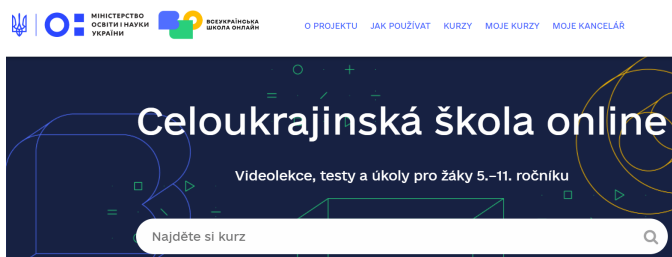 МІНІСТЕРСТВО
ОСВІТИ І НАУКИ
УКРАЇНИ
ВСЕУКРАЇНСЬКА
ШКОЛА ОНЛАЙН
O PROJEKTU JAK POUŽÍVAT KURZY MOJE KURZY MOJE KANCELÁŘ
Celoukrajinská škola online
Videolekce, testy a úkoly pro žáky 5.–11. ročníku
Najděte si kurz